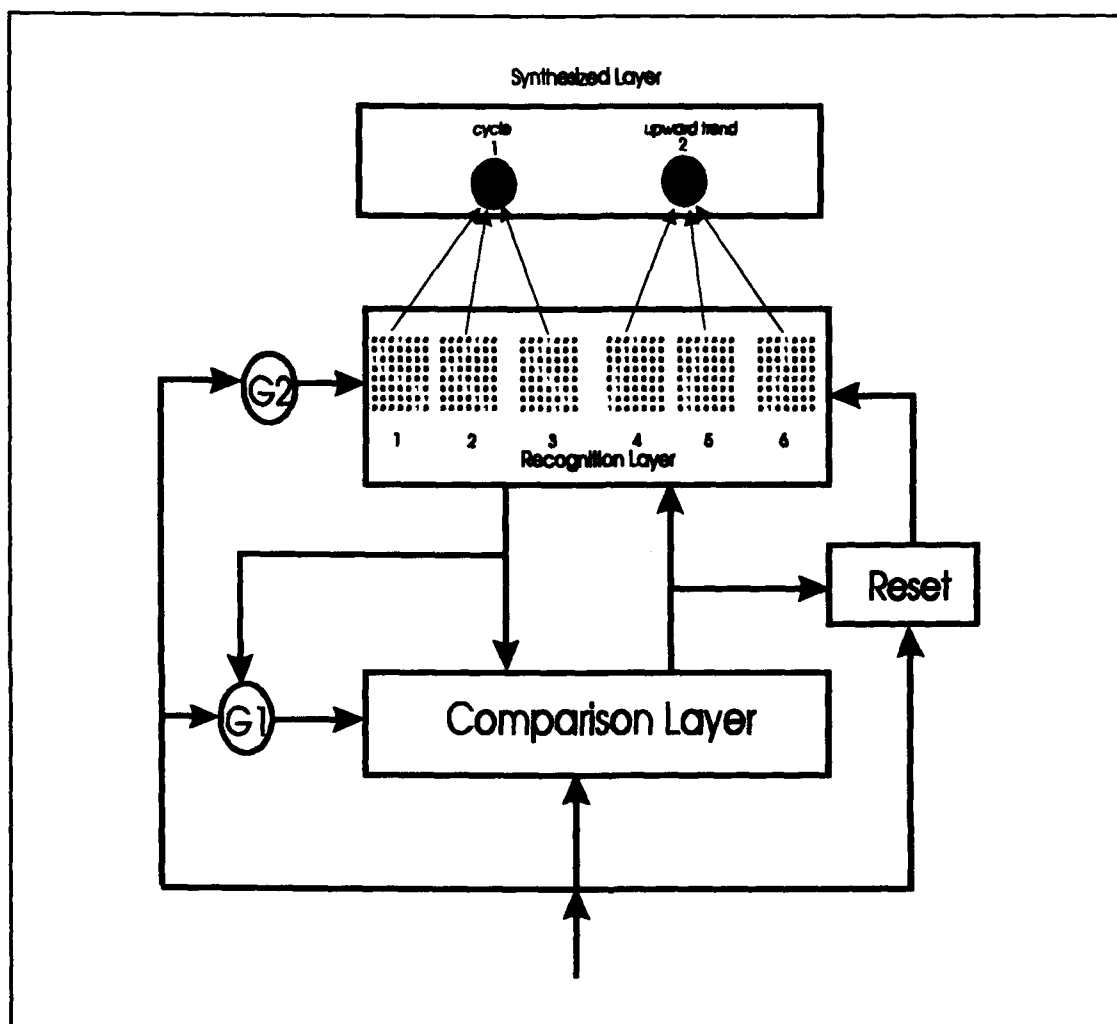 Synthesized Layer
cycle
1
upward trend
2
G2
1 2 3 4 5 6
Recognition Layer
Reset
G1
Comparison Layer